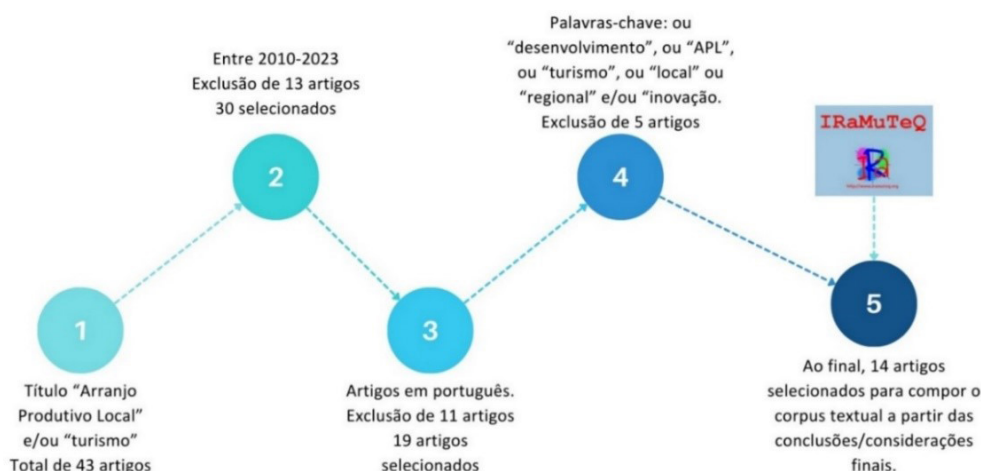 1
Título “Arranjo
Produtivo Local”
e/ou “turismo”
Total de 43 artigos
Entre 2010-2023
Exclusão de 13 artigos
30 selecionados
2
3
Artigos em português.
Exclusão de 11 artigos
19 artigos
selecionados
Palavras-chave: ou
“desenvolvimento”, ou “APL”,
ou “turismo”, ou “local” ou
“regional” e/ou “inovação.
Exclusão de 5 artigos
4
IRaMuTeQ
R
5
Ao final, 14 artigos
selecionados para compor o
corpus textual a partir das
conclusões/considerações
finais.